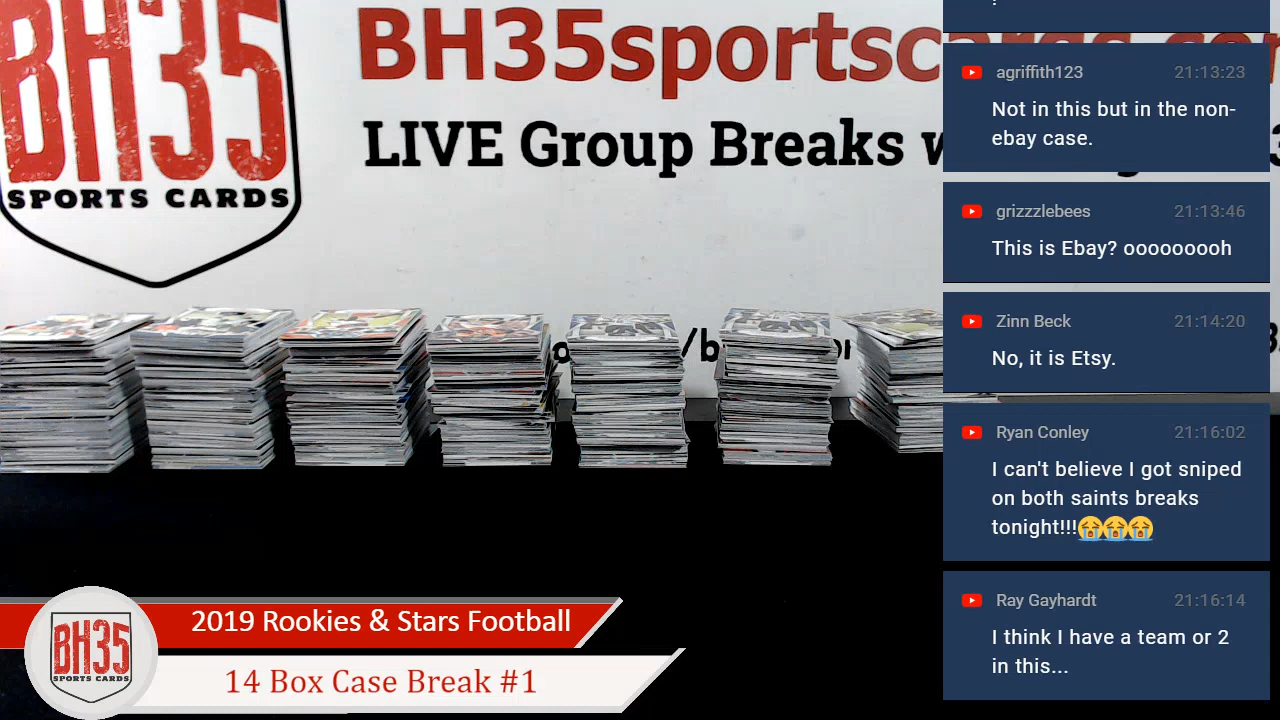 BH35
SPORTS CARDS
BH35sportscards.co
LIVE Group Breaks w
/b
!
agriffith123 21:13:23
Not in this but in the non-
ebay case.
grizzzlebees 21:13:46
This is Ebay? ooooooooh
Zinn Beck 21:14:20
No, it is Etsy.
Ryan Conley 21:16:02
I can't believe I got sniped
on both saints breaks
tonight!!!😭😭😭
Ray Gayhardt 21:16:14
I think I have a team or 2
in this...
2019 Rookies & Stars Football
14 Box Case Break #1
BH35
SPORTS CARDS